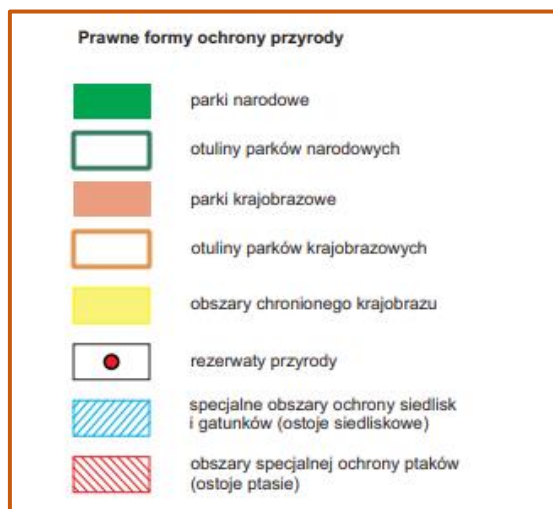 Prawne formy ochrony przyrody
parki narodowe
otuliny parków narodowych
parki krajobrazowe
otuliny parków krajobrazowych
obszary chronionego krajobrazu
rezerwaty przyrody
specjalne obszary ochrony siedlisk
i gatunków (ostoje siedliskowe)
obszary specjalnej ochrony ptaków
(ostoje ptasie)